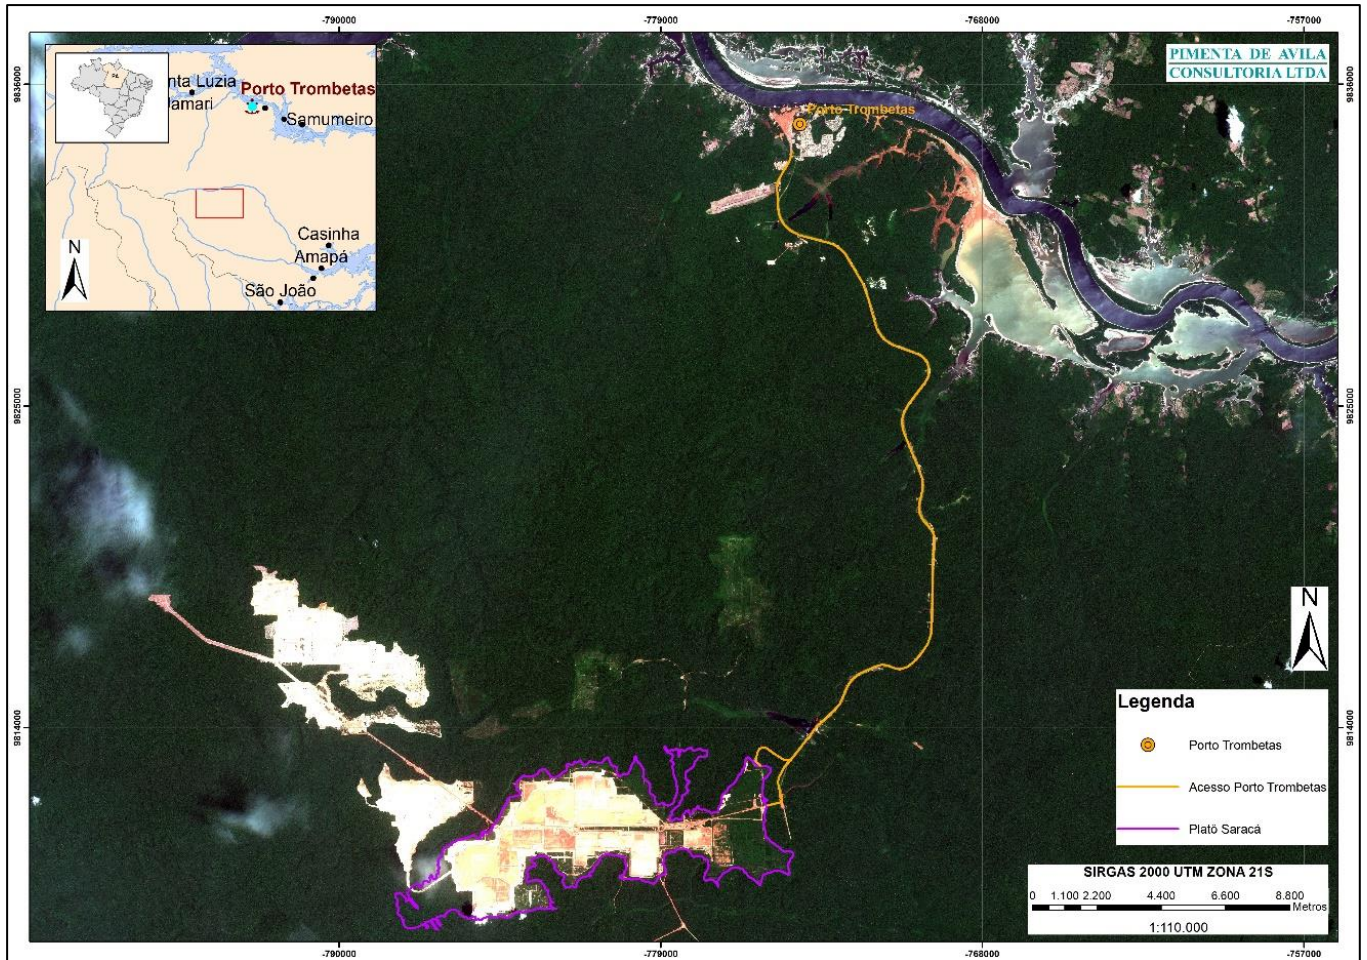 -790000
-779000
-768000
-757000
PIMENTA DE AVILA
CONSULTORIA LTDA
PA
nta Luzia
Jamari
Porto Trombetas
Samumeiro
Casinha
Amapá
São João
N
Porto Trombetas
9836000
9836000
9825000
9825000
9814000
9814000
N
Legenda
Porto Trombetas
Acesso Porto Trombetas
Platô Saracá
SIRGAS 2000 UTM ZONA 21S
0 1.100 2.200 4.400 6.600 8.800
Metros
1:110.000
-790000
-779000
-768000
-757000